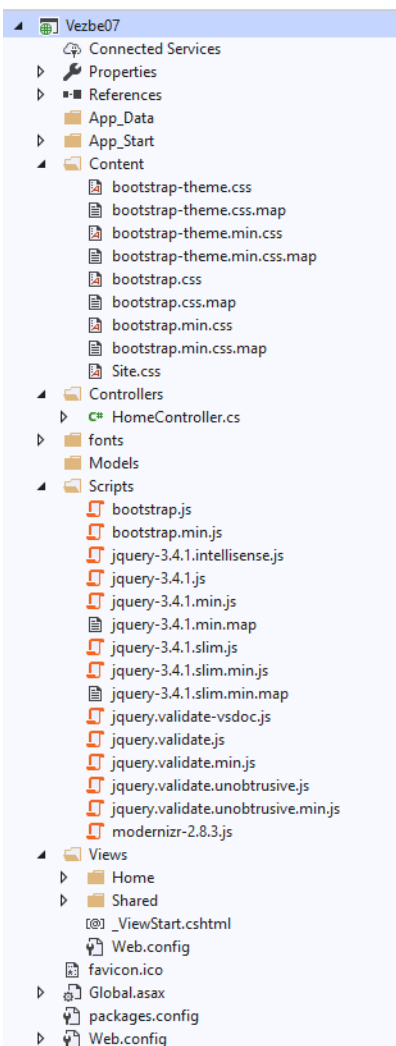 Vezbe07
Connected Services
Properties
References
App_Data
App_Start
Content
bootstrap-theme.css
bootstrap-theme.css.map
bootstrap-theme.min.css
bootstrap-theme.min.css.map
bootstrap.css
bootstrap.css.map
bootstrap.min.css
bootstrap.min.css.map
Site.css
Controllers
C# HomeController.cs
fonts
Models
Scripts
bootstrap.js
bootstrap.min.js
jquery-3.4.1.intellisense.js
jquery-3.4.1.js
jquery-3.4.1.min.js
jquery-3.4.1.min.map
jquery-3.4.1.slim.js
jquery-3.4.1.slim.min.js
jquery-3.4.1.slim.min.map
jquery.validate-vsdoc.js
jquery.validate.js
jquery.validate.min.js
jquery.validate.unobtrusive.js
jquery.validate.unobtrusive.min.js
modernizr-2.8.3.js
Views
Home
Shared
[@] _ViewStart.cshtml
Web.config
favicon.ico
Global.asax
packages.config
Web.config